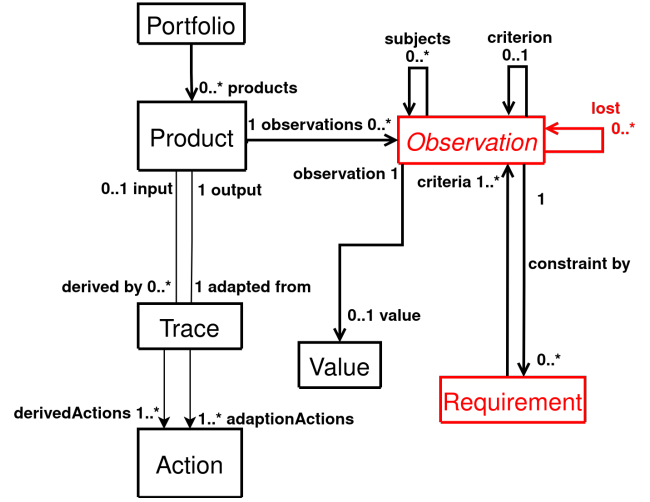 Portfolio
subjects
0..*
criterion
0..1
0..* products
lost
0..*
Product
1 observations 0..*
Observation
0..1 input
1 output
observation 1
criteria 1..*
1
constraint by
derived by 0..*
1 adapted from
Trace
0..1 value
Value
0..*
Requirement
derivedActions 1..*
1..* adaptionActions
Action